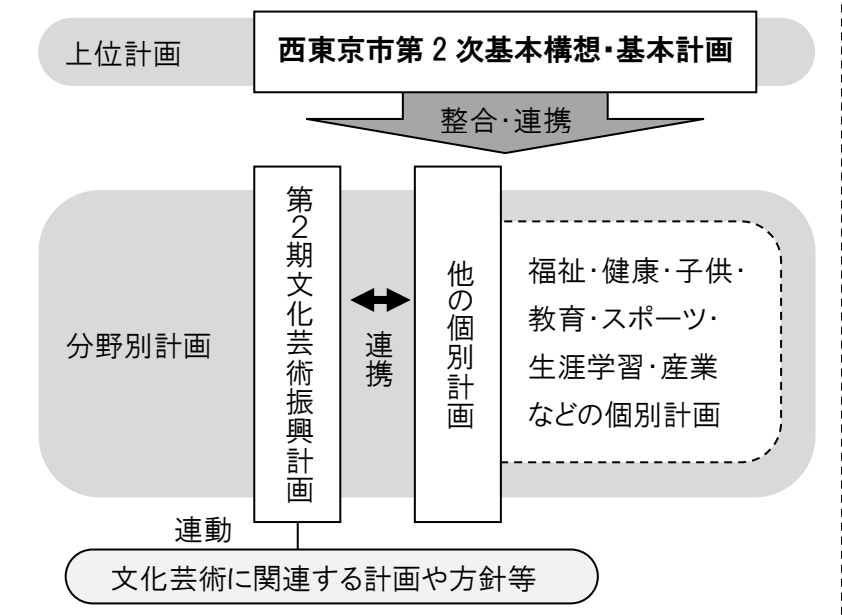 上位計画
西東京市第2次基本構想・基本計画
整合・連携
分野別計画
第2期文化芸術振興計画
連携
他の個別計画
福祉・健康・子供・
教育・スポーツ・
生涯学習・産業
などの個別計画
連動
文化芸術に関連する計画や方針等